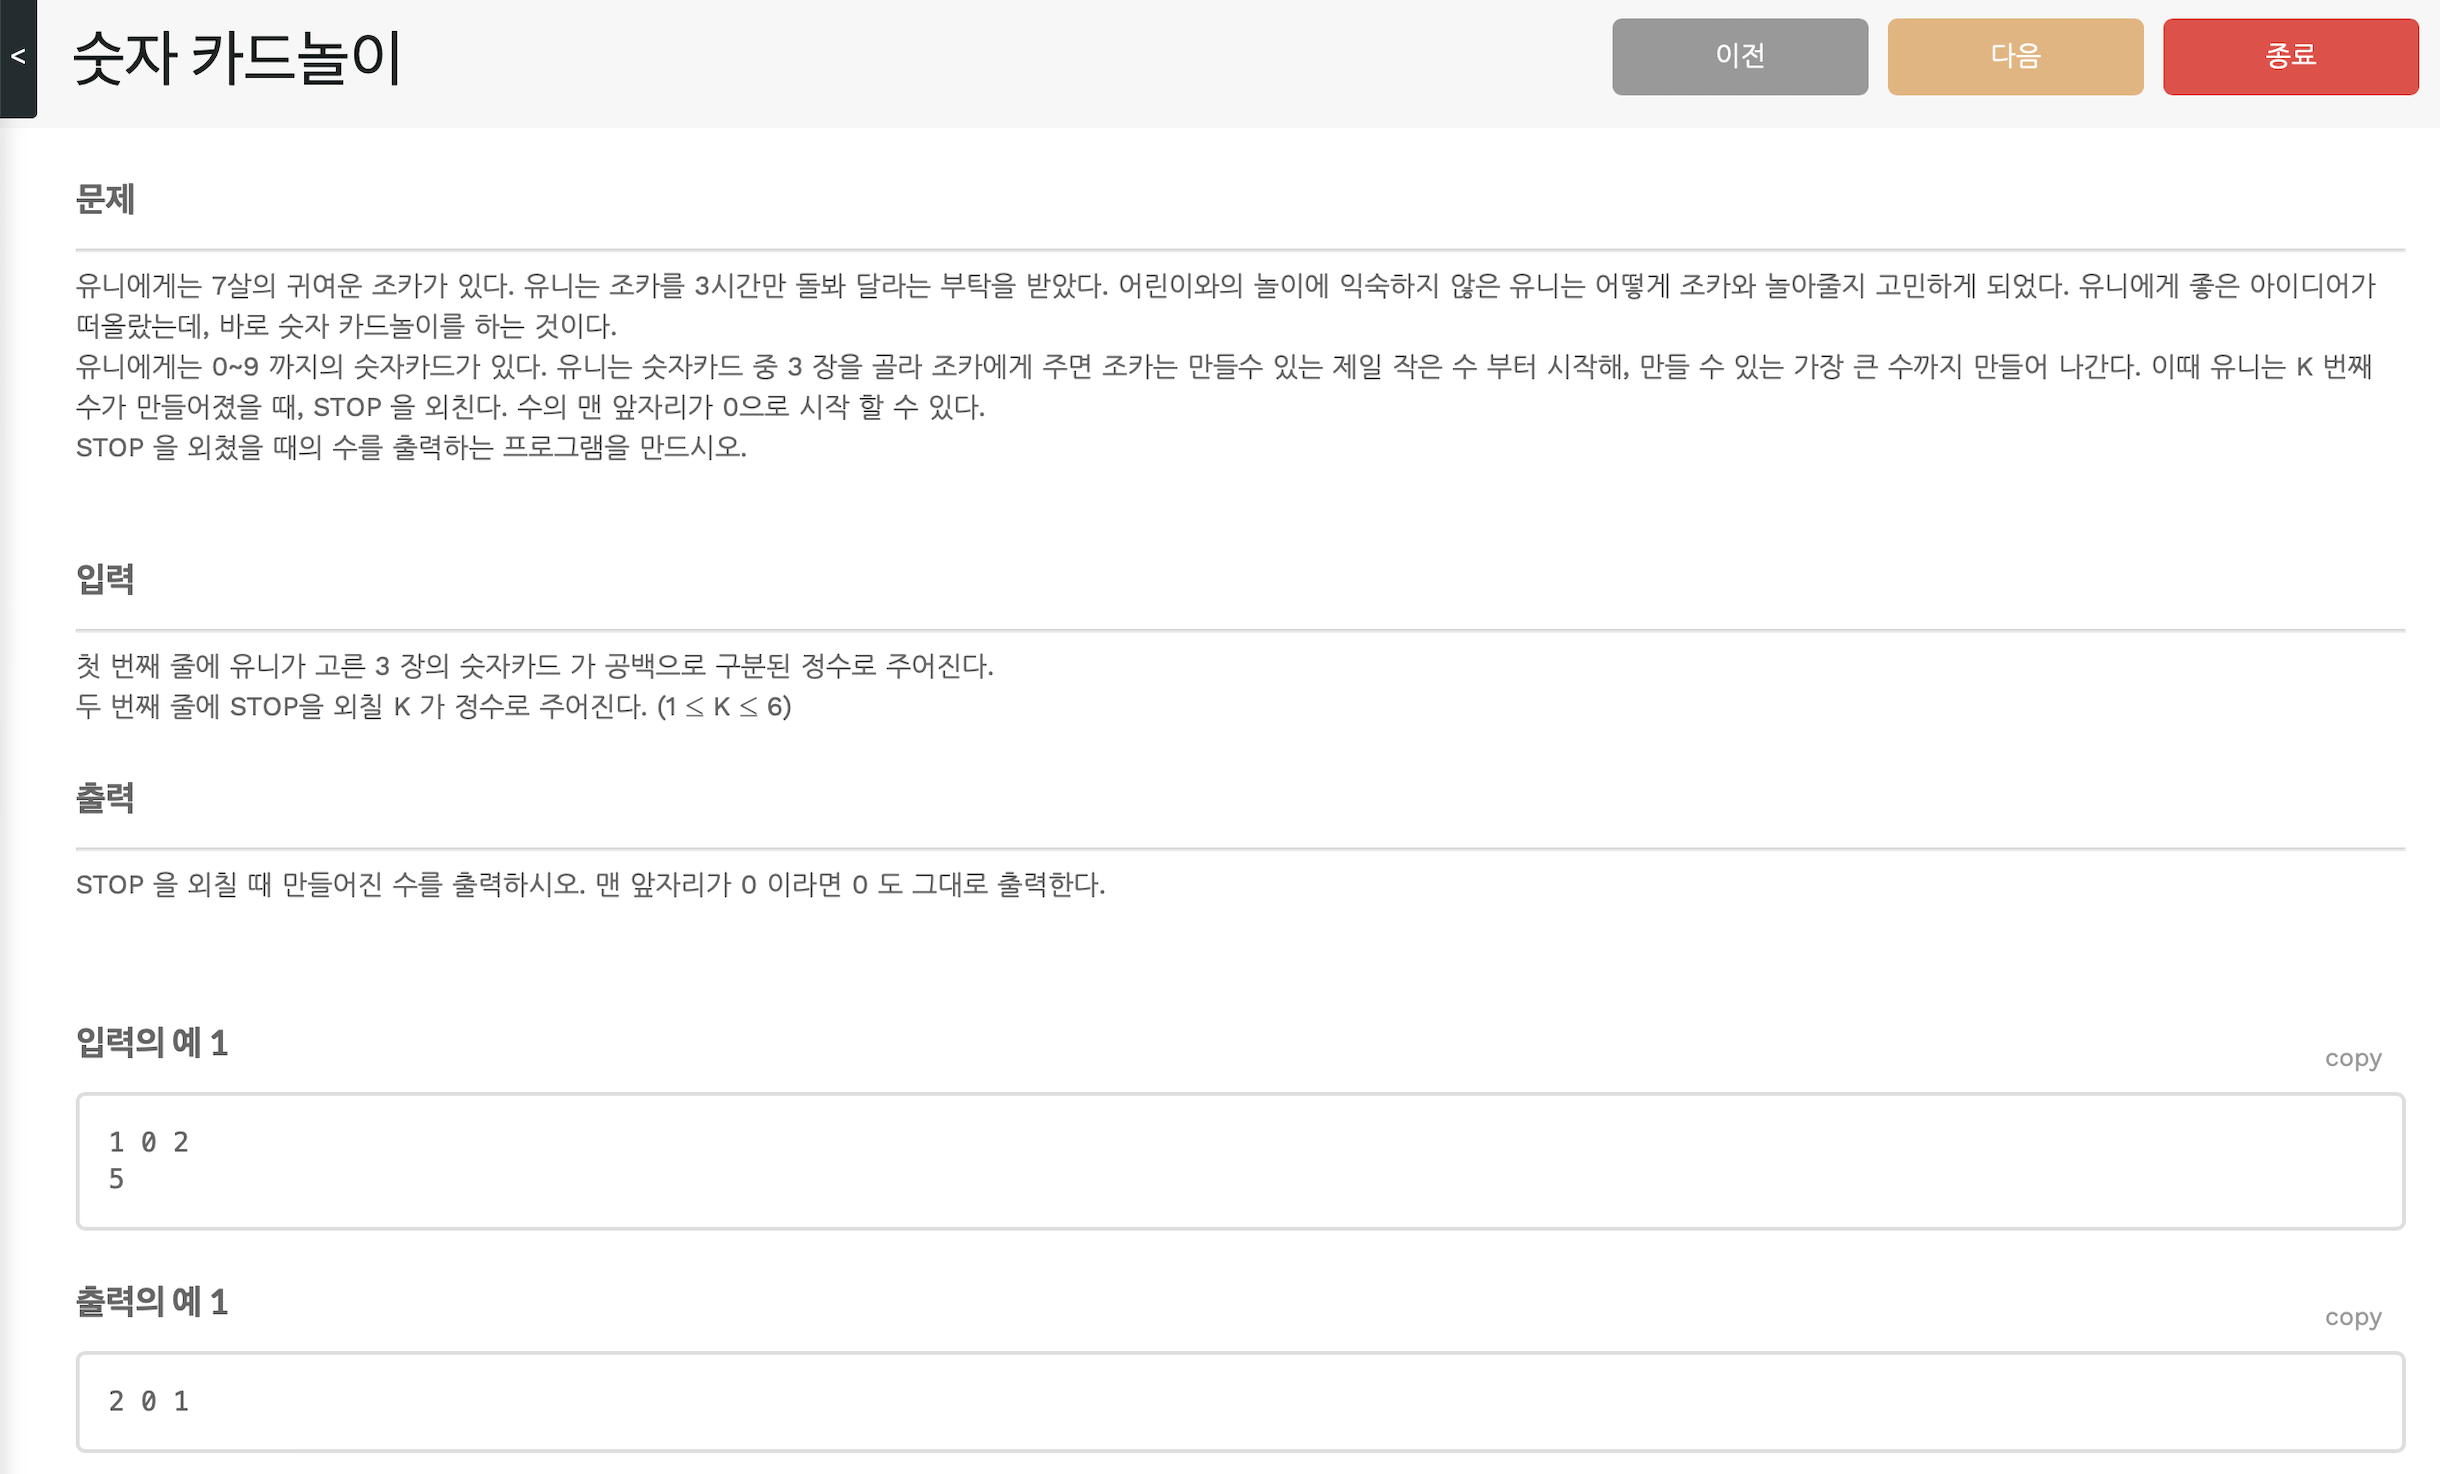 <
숫자 카드놀이
이전
다음
종료
문제
유니에게는 7살의 귀여운 조카가 있다. 유니는 조카를 3시간만 돌봐 달라는 부탁을 받았다. 어린이와의 놀이에 익숙하지 않은 유니는 어떻게 조카와 놀아줄지 고민하게 되었다. 유니에게 좋은 아이디어가
떠올랐는데, 바로 숫자 카드놀이를 하는 것이다.
유니에게는 0~9 까지의 숫자카드가 있다. 유니는 숫자카드 중 3 장을 골라 조카에게 주면 조카는 만들수 있는 제일 작은 수 부터 시작해, 만들 수 있는 가장 큰 수까지 만들어 나간다. 이때 유니는 K 번째
수가 만들어졌을 때, STOP 을 외친다. 수의 맨 앞자리가 0으로 시작 할 수 있다.
STOP 을 외쳤을 때의 수를 출력하는 프로그램을 만드시오.
입력
첫 번째 줄에 유니가 고른 3 장의 숫자카드 가 공백으로 구분된 정수로 주어진다.
두 번째 줄에 STOP을 외칠 K 가 정수로 주어진다. (1 ≤ K ≤ 6)
출력
STOP 을 외칠 때 만들어진 수를 출력하시오. 맨 앞자리가 0 이라면 0 도 그대로 출력한다.
입력의 예 1
copy
1 0 2
5
출력의 예 1
copy
2 0 1